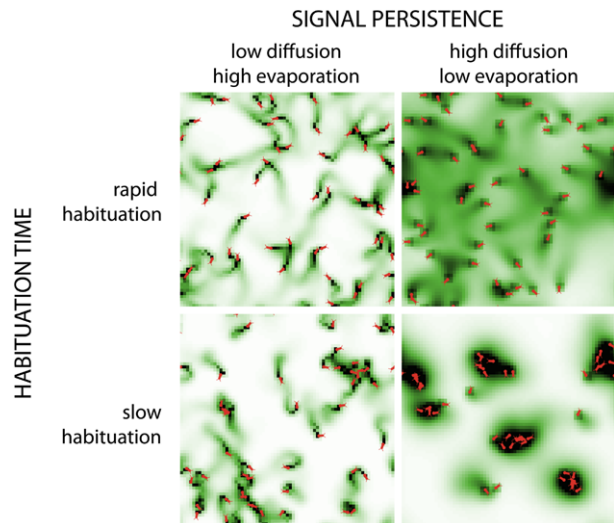 SIGNAL PERSISTENCE
low diffusion
high evaporation
high diffusion
low evaporation
HABITUATION TIME
rapid
habituation
slow
habituation